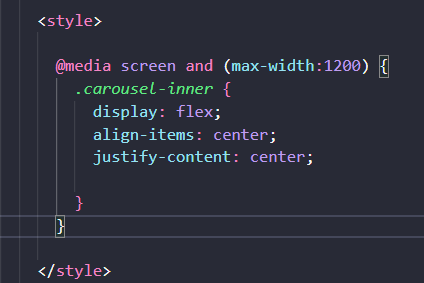 <style>
@media screen and (max-width:1200) {
.carousel-inner {
display: flex;
align-items: center;
justify-content: center;
}
}
</style>